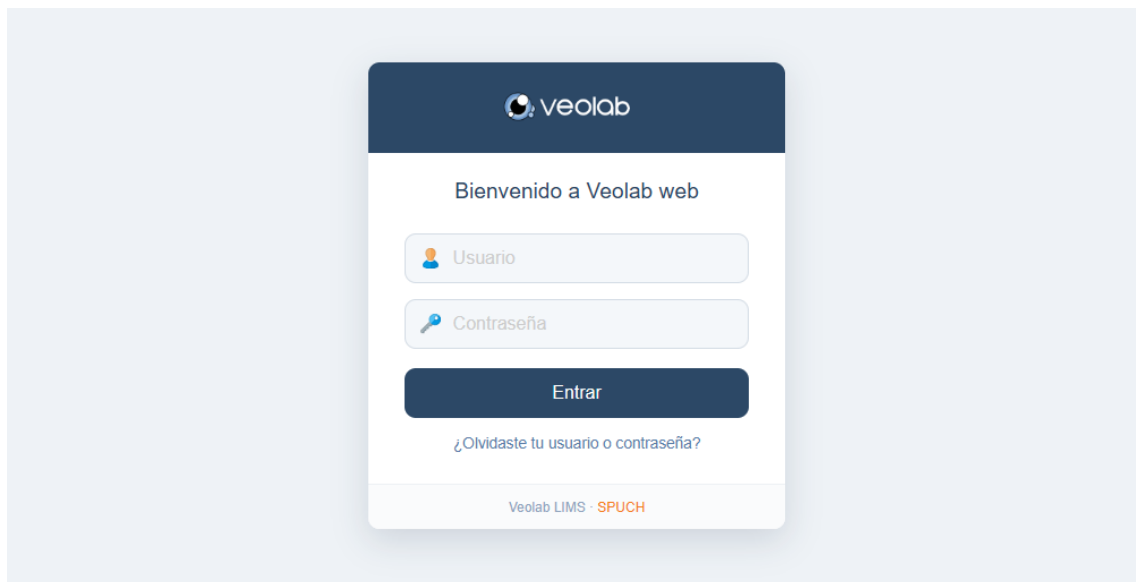 veolab
Bienvenido a Veolab web
Usuario
Contraseña
Entrar
¿Olvidaste tu usuario o contraseña?
Veolab LIMS · SPUCH